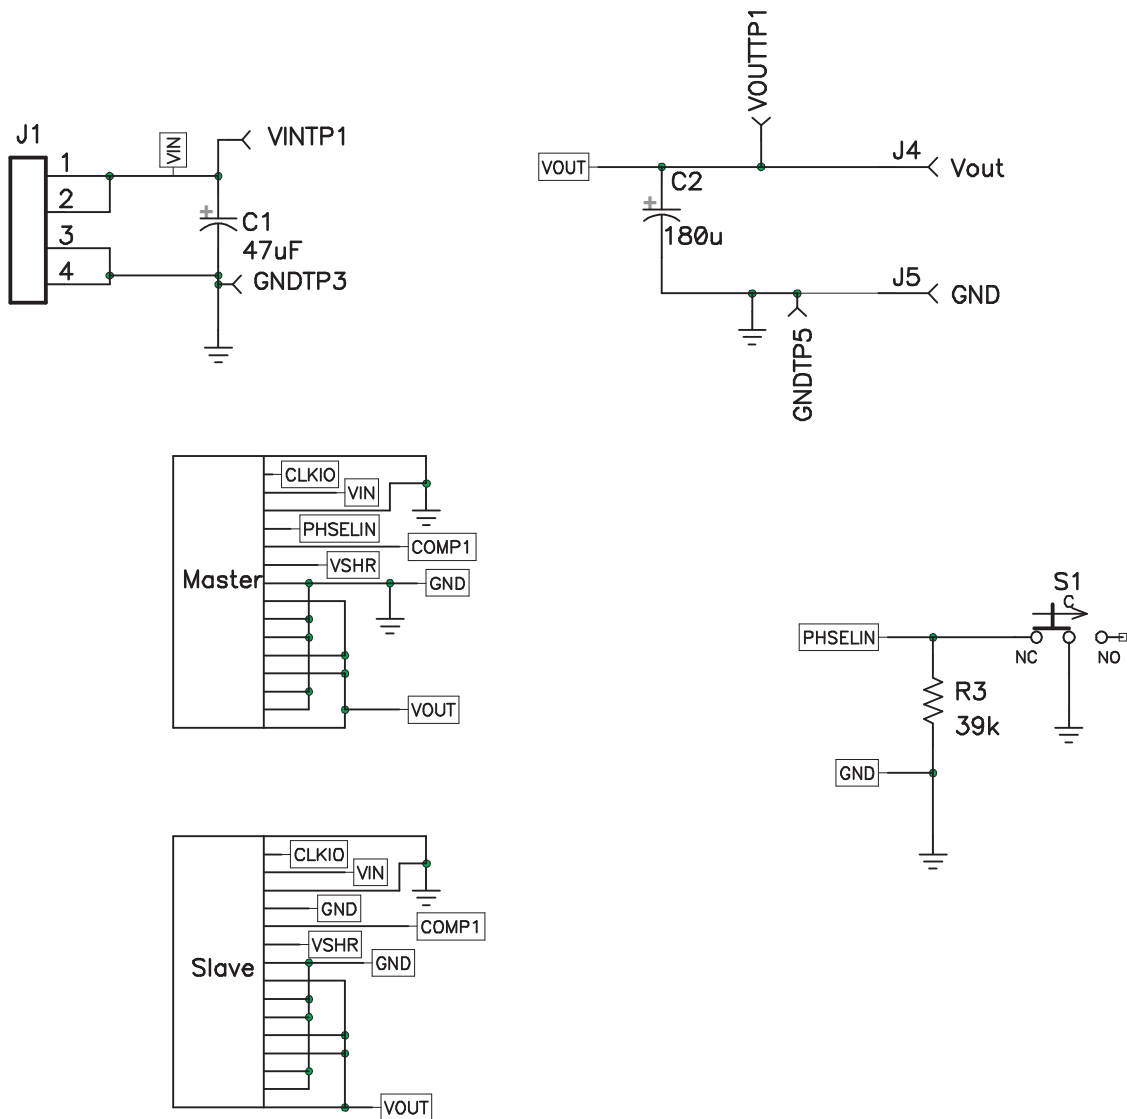 J1
1
2
3
4
VIN
VINTP1
+
C1
47uF
GNDTP3
VOUTTP1
VOUT
J4
Vout
C2
+
180u
J5
GND
GNDTP5
Master
CLKIO
VIN
PHSELIN
COMP1
VSHR
GND
VOUT
PHSELIN
S1
C
NC
NO
R3
39k
GND
Slave
CLKIO
VIN
GND
COMP1
VSHR
GND
VOUT